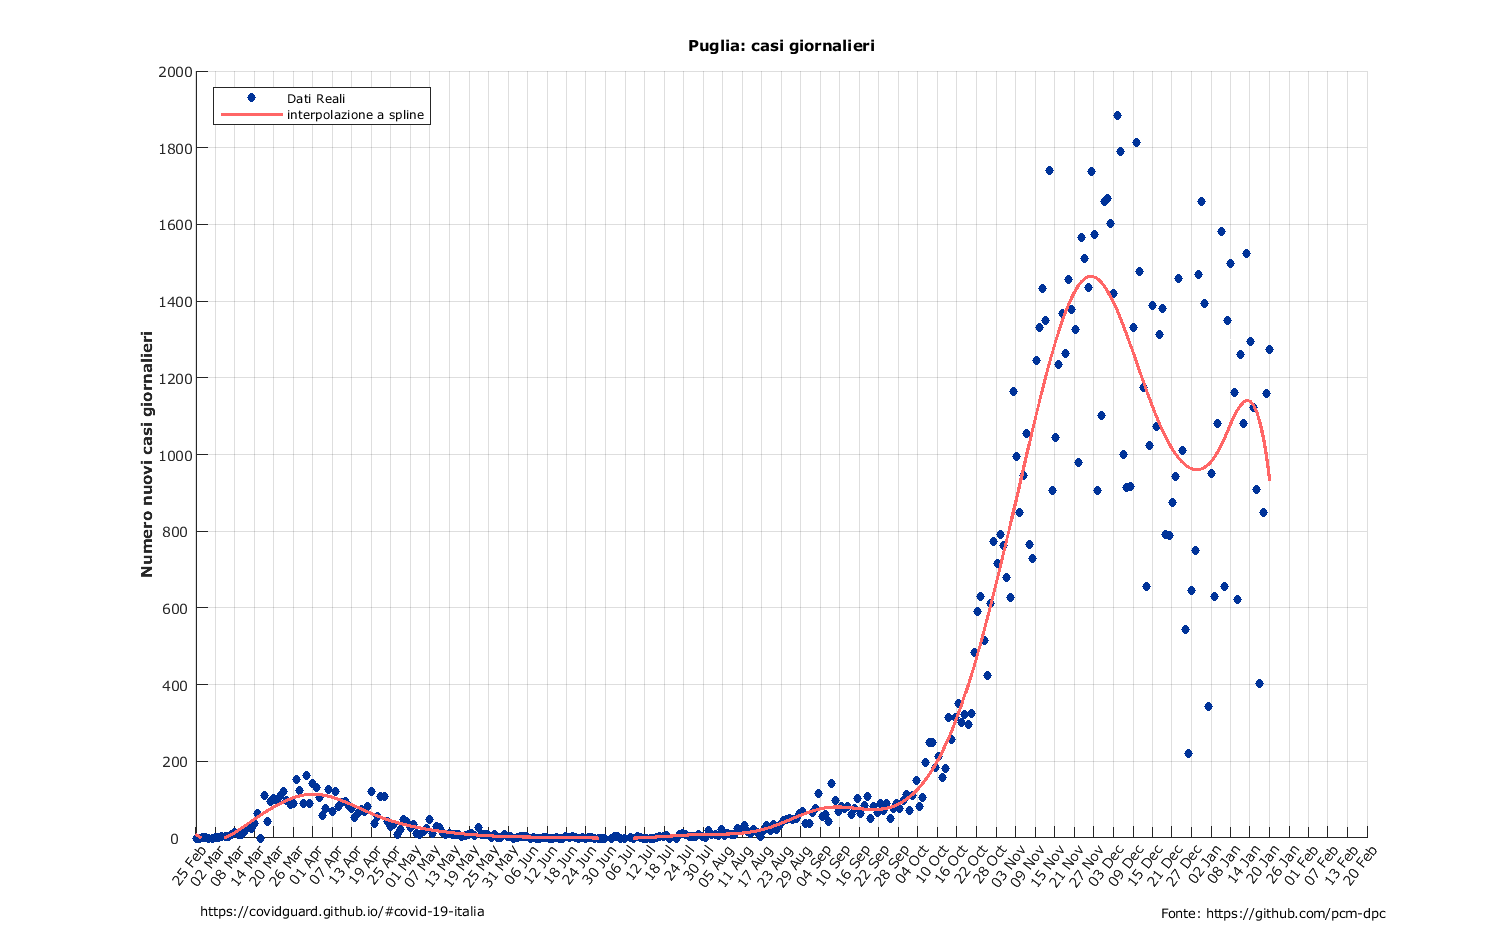 Puglia: casi giornalieri
Dati Reali
interpolazione a spline
Numero nuovi casi giornalieri
2000
1800
1600
1400
1200
1000
800
600
400
200
0
25 Feb
02 Mar
08 Mar
14 Mar
20 Mar
26 Mar
01 Apr
07 Apr
13 Apr
19 Apr
25 Apr
01 May
07 May
13 May
19 May
25 May
31 May
06 Jun
12 Jun
18 Jun
24 Jun
30 Jun
06 Jul
12 Jul
18 Jul
24 Jul
30 Jul
05 Aug
11 Aug
17 Aug
23 Aug
29 Aug
04 Sep
10 Sep
16 Sep
22 Sep
28 Sep
04 Oct
10 Oct
16 Oct
22 Oct
28 Oct
03 Nov
09 Nov
15 Nov
21 Nov
27 Nov
03 Dec
09 Dec
15 Dec
21 Dec
27 Dec
02 Jan
08 Jan
14 Jan
20 Jan
26 Jan
01 Feb
07 Feb
13 Feb
20 Feb
https://covidguard.github.io/#covid-19-italia
Fonte: https://github.com/pcm-dpc